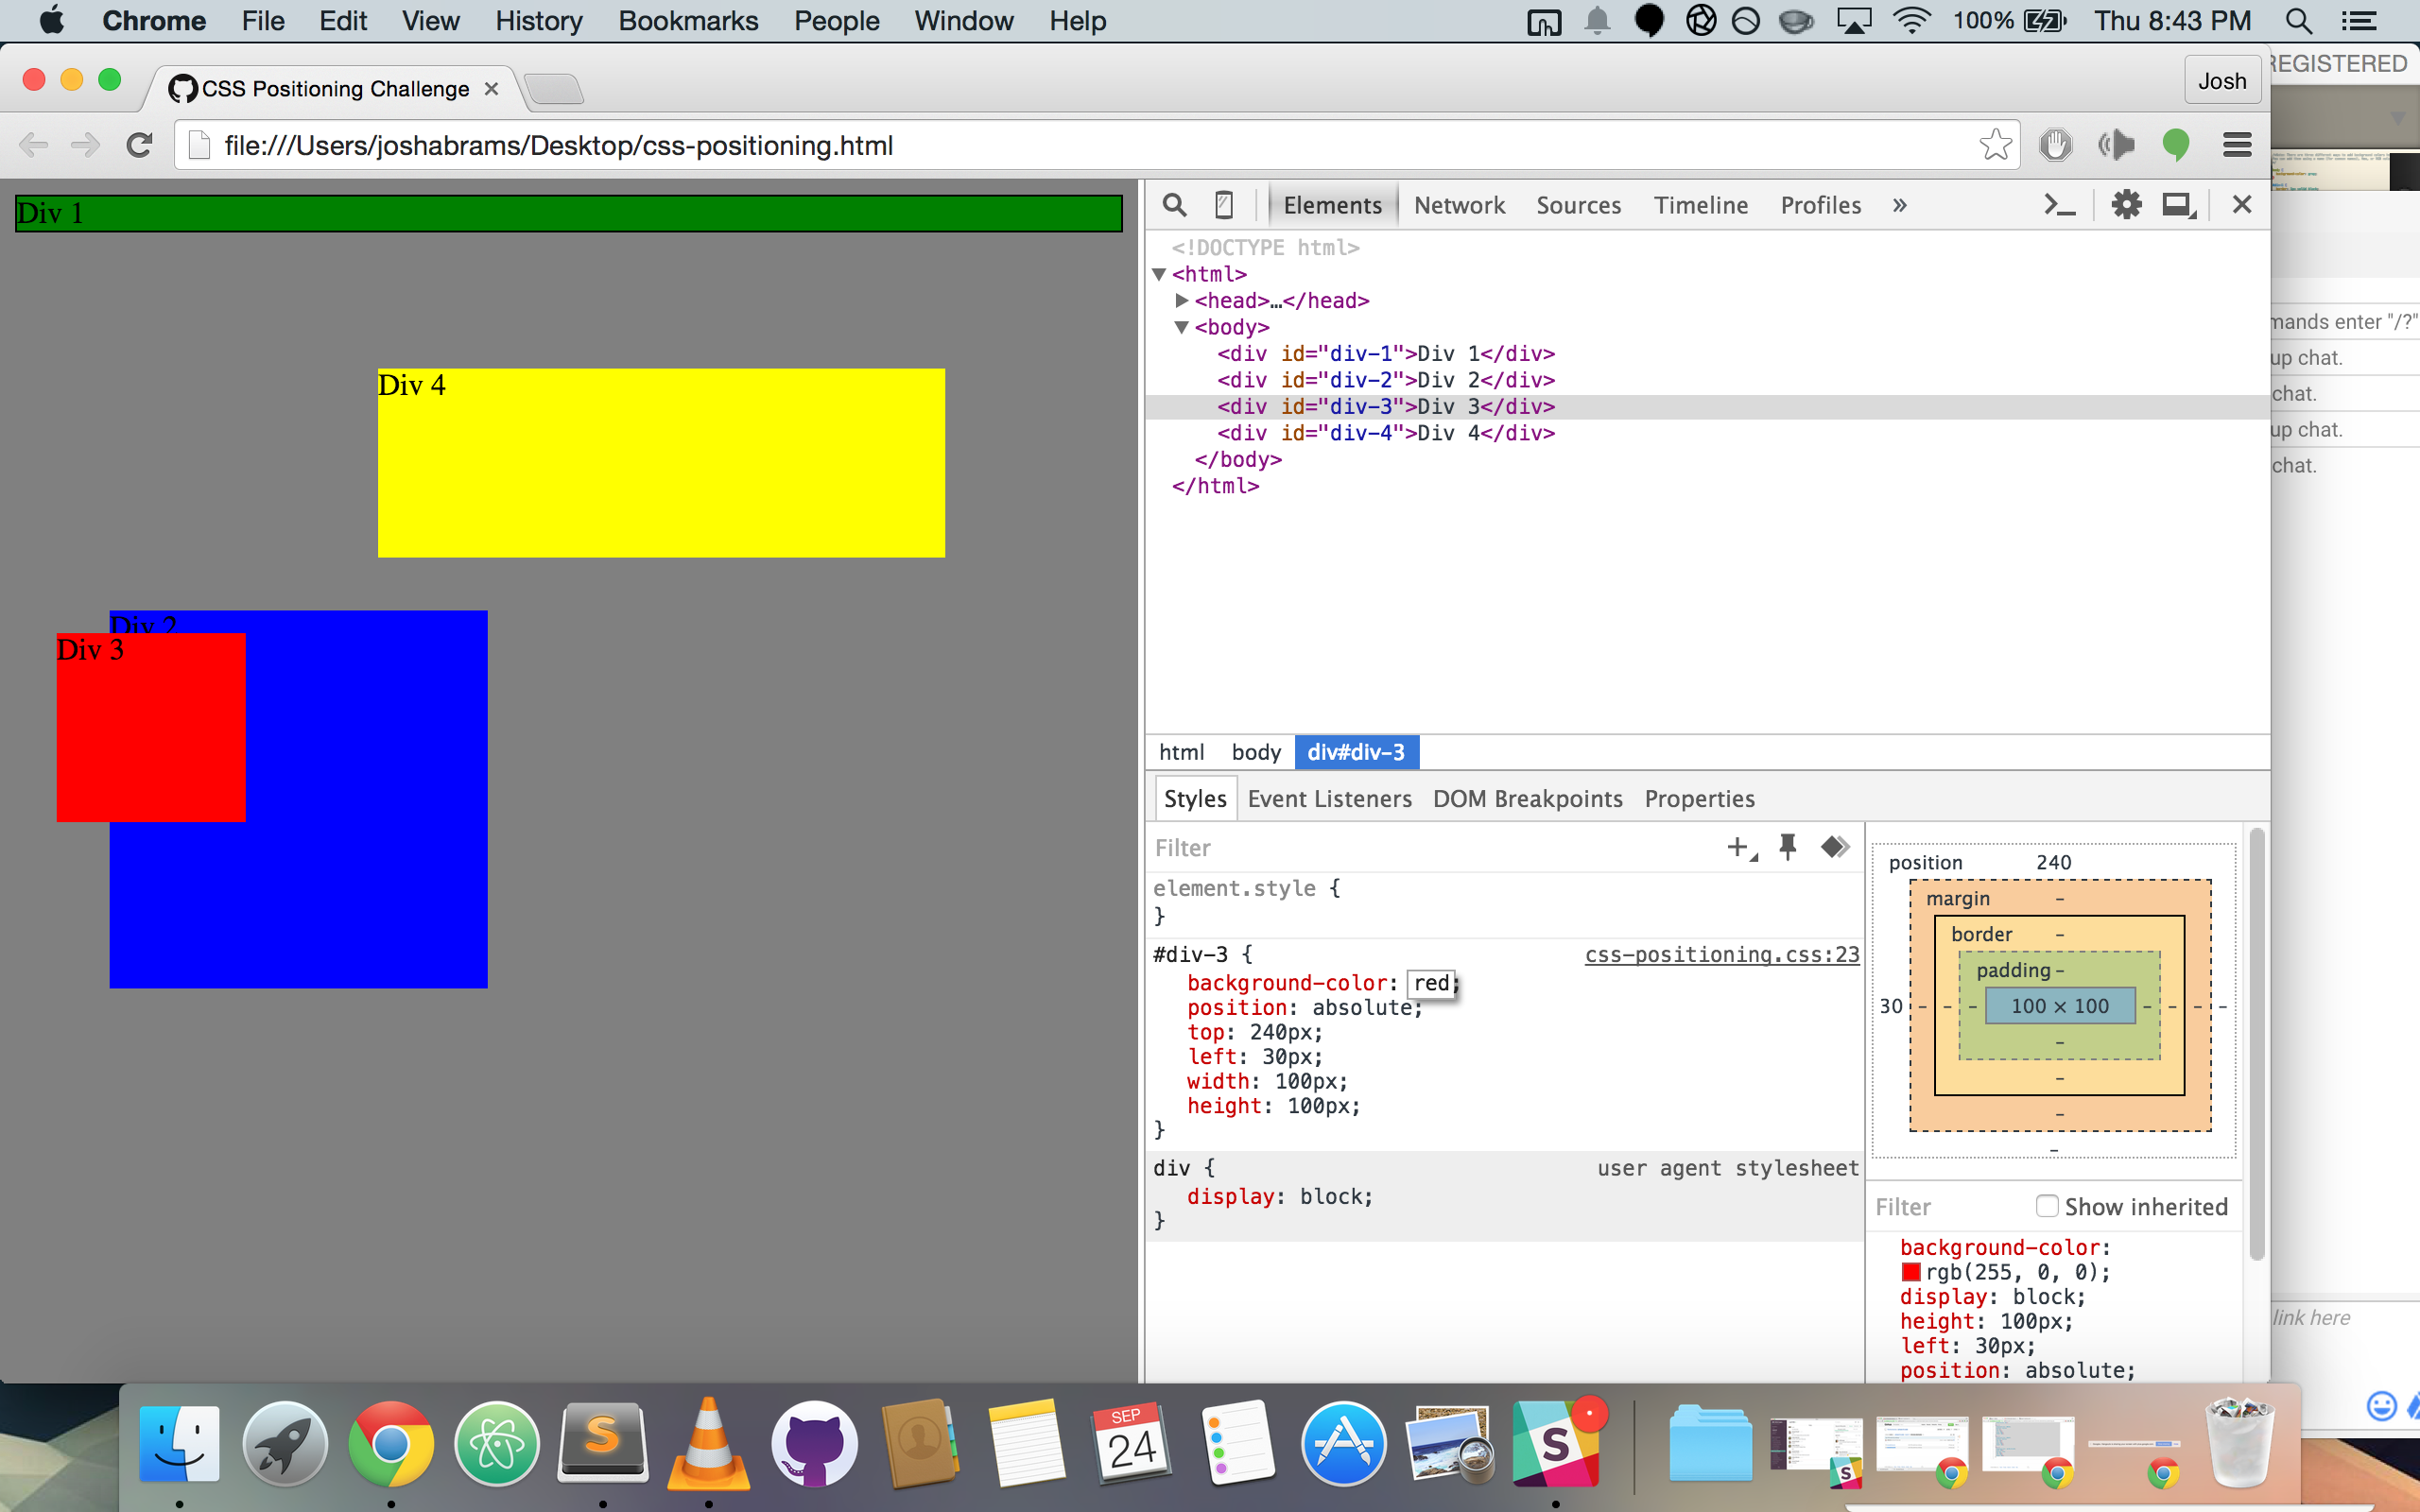 Chrome File Edit View History Bookmarks People Window Help 100% Thu 8:43 PM
CSS Positioning Challenge
Josh
REGISTERED
file:///Users/joshabrams/Desktop/css-positioning.html
Div 1
Div 4
Div 2
Div 3
Elements Network Sources Timeline Profiles »
<!DOCTYPE html>
<html>
<head>…</head>
<body>
<div id="div-1">Div 1</div>
<div id="div-2">Div 2</div>
<div id="div-3">Div 3</div>
<div id="div-4">Div 4</div>
</body>
</html>
html body div#div-3
Styles Event Listeners DOM Breakpoints Properties
Filter
element.style {
}
#div-3 { css-positioning.css:23
background-color: red;
position: absolute;
top: 240px;
left: 30px;
width: 100px;
height: 100px;
}
div { user agent stylesheet
display: block;
}
position 240
margin -
border -
padding -
30 - - - 100 × 100 - - - -
-
-
-
-
Filter Show inherited
background-color:
rgb(255, 0, 0);
display: block;
height: 100px;
left: 30px;
position: absolute;
mands enter "/?"
up chat.
chat.
up chat.
chat.
link here
SEP
24